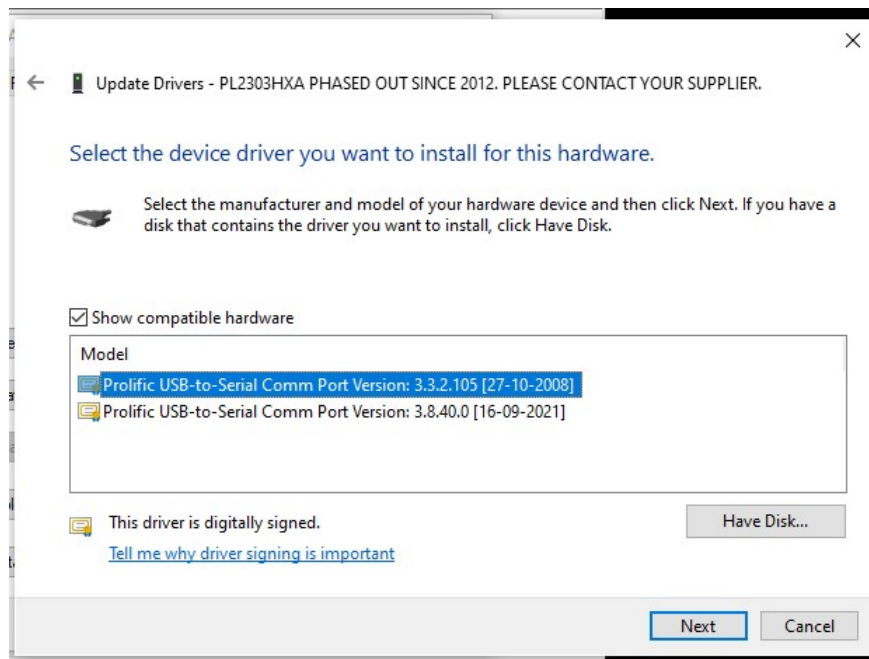 Update Drivers - PL2303HXA PHASED OUT SINCE 2012. PLEASE CONTACT YOUR SUPPLIER.
Select the device driver you want to install for this hardware.
Select the manufacturer and model of your hardware device and then click Next. If you have a
disk that contains the driver you want to install, click Have Disk.
Show compatible hardware
Model
Prolific USB-to-Serial Comm Port Version: 3.3.2.105 [27-10-2008]
Prolific USB-to-Serial Comm Port Version: 3.8.40.0 [16-09-2021]
This driver is digitally signed.
Have Disk...
Tell me why driver signing is important
Next
Cancel